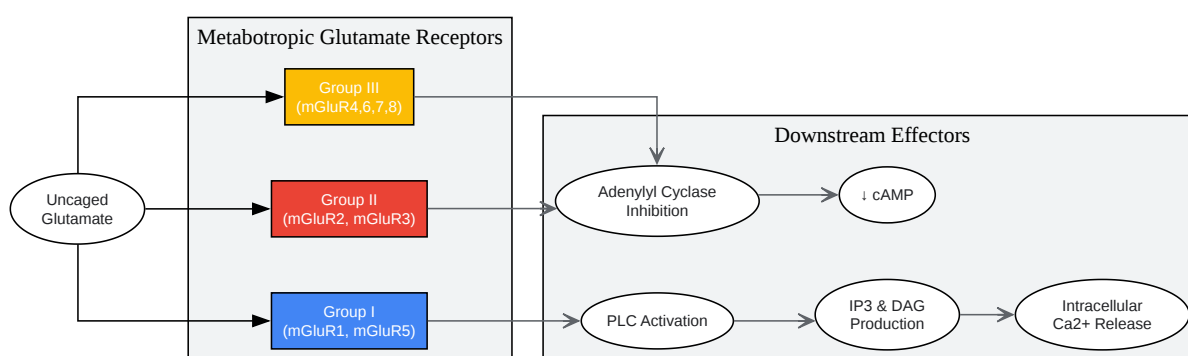 Metabotropic Glutamate Receptors
Group III
(mGluR4,6,7,8)
Downstream Effectors
Uncaged
Glutamate
Group II
(mGluR2, mGluR3)
Adenylyl Cyclase
Inhibition
↓ cAMP
Group I
(mGluR1, mGluR5)
PLC Activation
IP3 & DAG
Production
Intracellular
Ca2+ Release